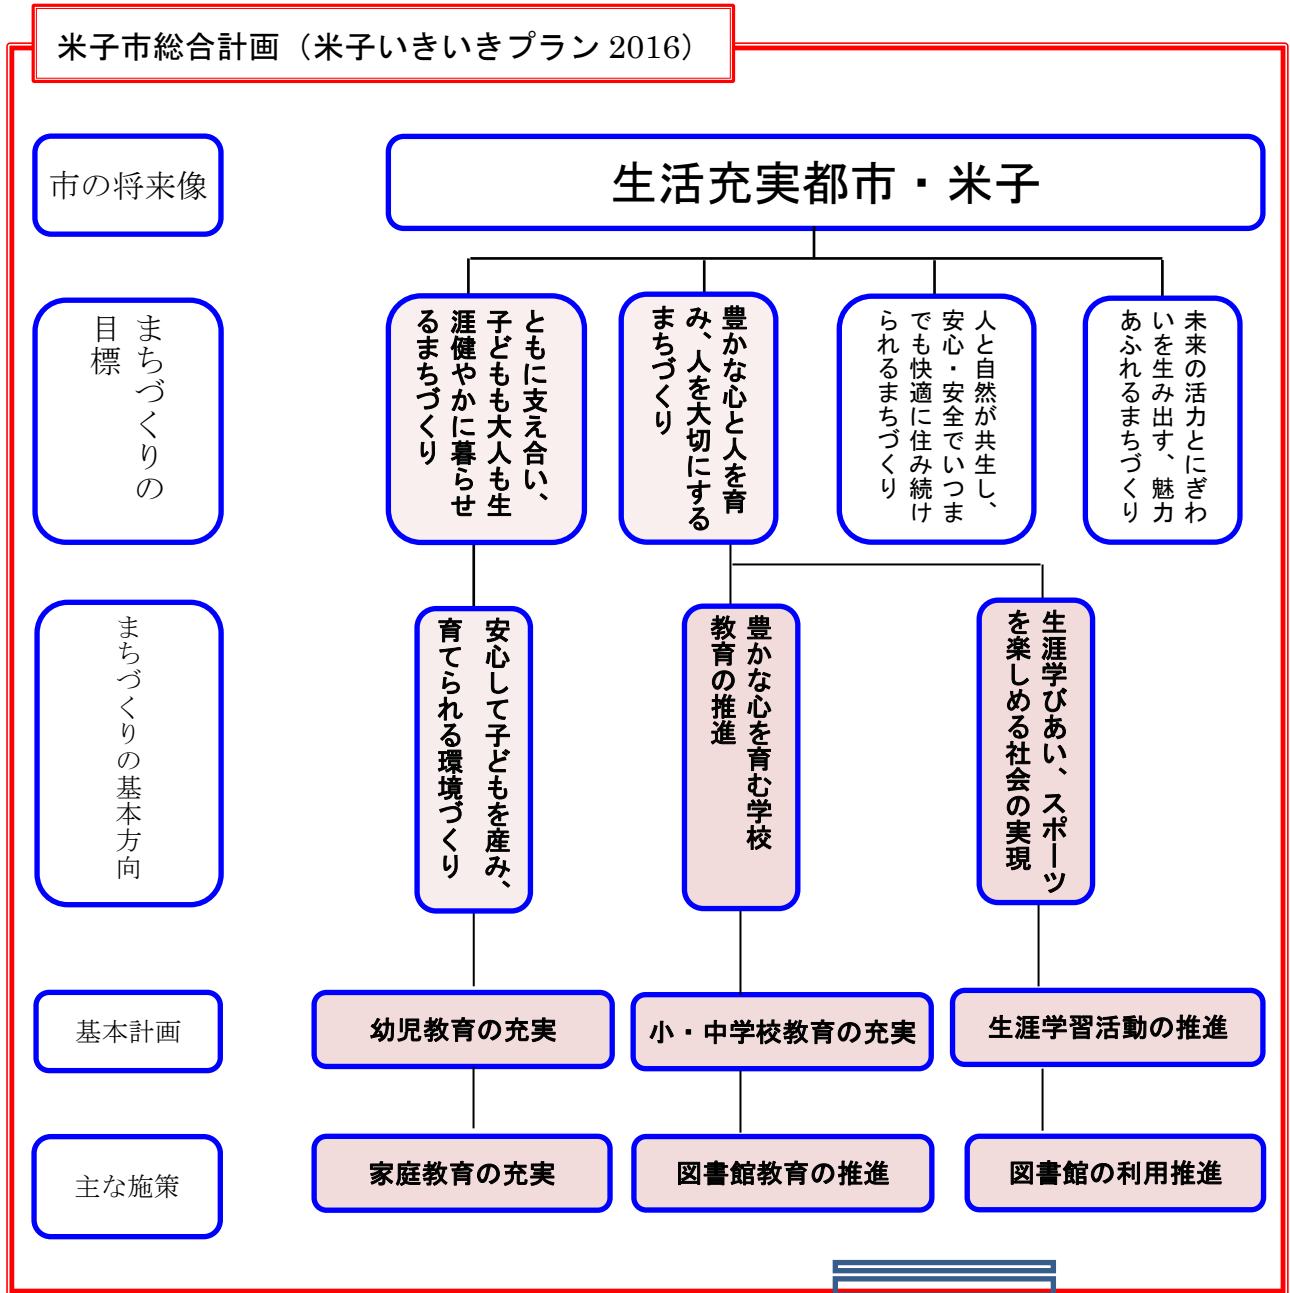 米子市総合計画（米子いきいきプラン 2016）
市の将来像
生活充実都市・米子
まちづくりの
目標
ともに支え合い、
子どもも大人も生
涯健やかに暮らせ
るまちづくり
豊かな心と人を育
み、人を大切にする
まちづくり
人と自然が共生し、
安心・安全でいつま
でも快適に住み続け
られるまちづくり
未来の活力とにぎわ
いを生み出す、魅力
あふれるまちづくり
まちづくりの基本方向
安心して子どもを産み、
育てられる環境づくり
豊かな心を育む学校
教育の推進
生涯学びあい、スポーツ
を楽しめる社会の実現
基本計画
幼児教育の充実
小・中学校教育の充実
生涯学習活動の推進
主な施策
家庭教育の充実
図書館教育の推進
図書館の利用推進